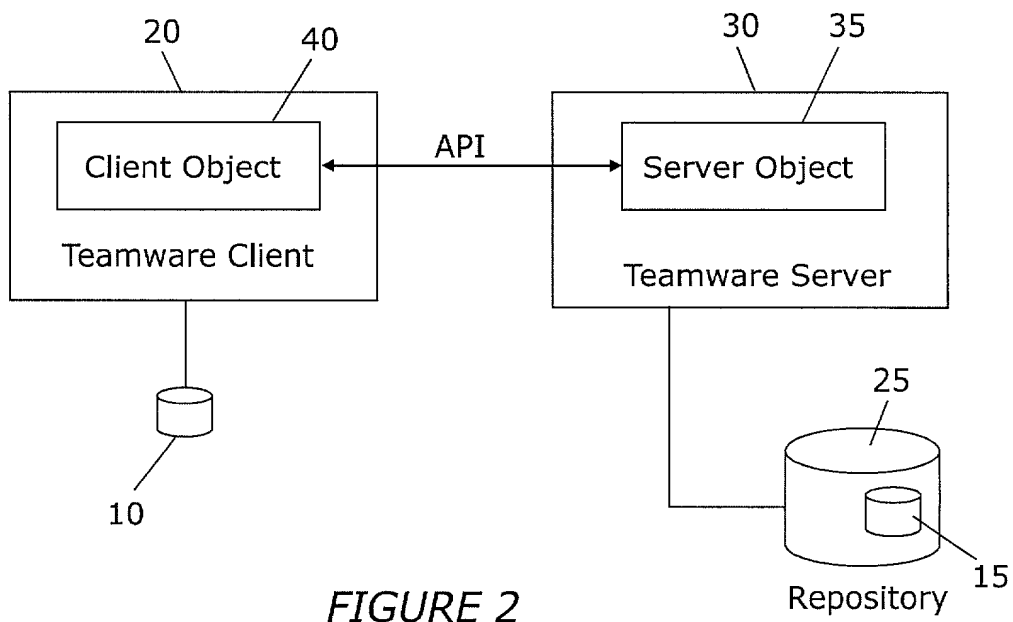 20
40
30
35
Client Object
API
Server Object
Teamware Client
Teamware Server
10
25
15
Repository
FIGURE 2